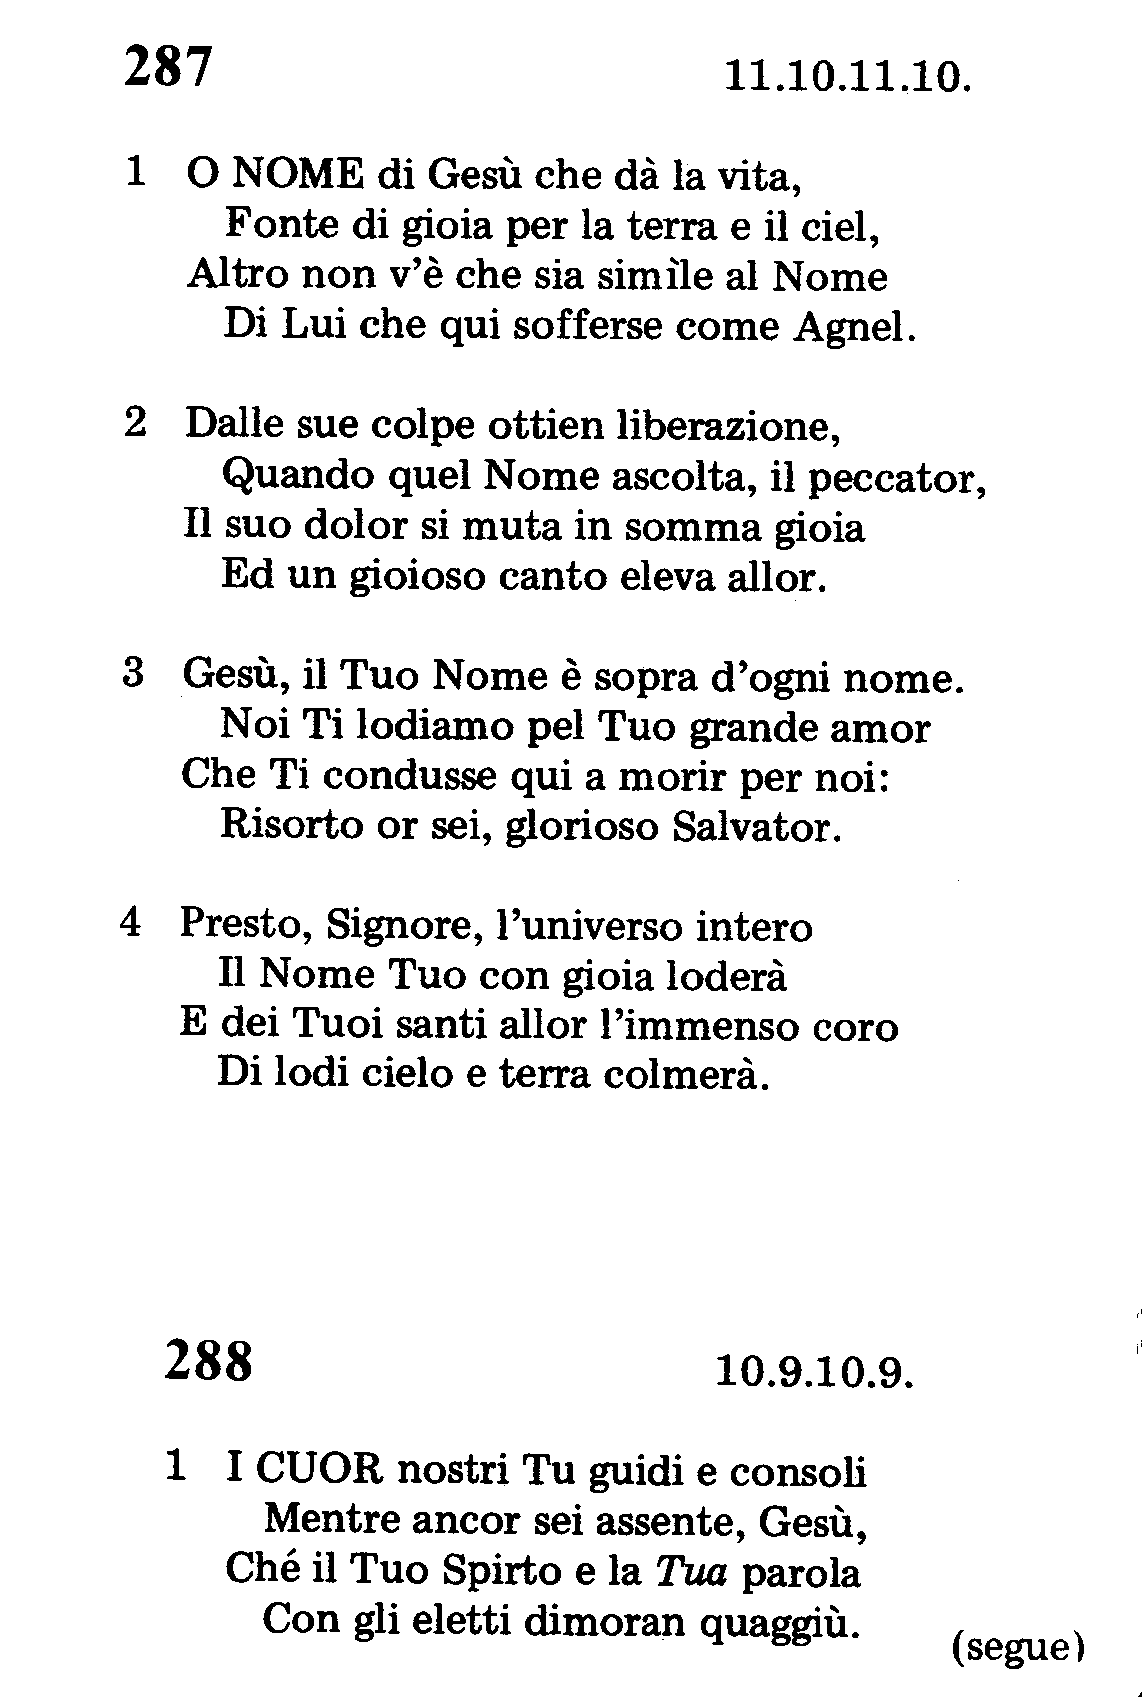 287 11.10.11.10.
1 O NOME di Gesù che dà la vita,
Fonte di gioia per la terra e il ciel,
Altro non v'è che sia simìle al Nome
Di Lui che qui sofferse come Agnel.
2 Dalle sue colpe ottien liberazione,
Quando quel Nome ascolta, il peccator,
Il suo dolor si muta in somma gioia
Ed un gioioso canto eleva allor.
3 Gesù, il Tuo Nome è sopra d'ogni nome.
Noi Ti lodiamo pel Tuo grande amor
Che Ti condusse qui a morir per noi:
Risorto or sei, glorioso Salvator.
4 Presto, Signore, l'universo intero
Il Nome Tuo con gioia loderà
E dei Tuoi santi allor l'immenso coro
Di lodi cielo e terra colmerà.
288 10.9.10.9.
1 I CUOR nostri Tu guidi e consoli
Mentre ancor sei assente, Gesù,
Ché il Tuo Spirto e la Tua parola
Con gli eletti dimoran quaggiù.
(segue)